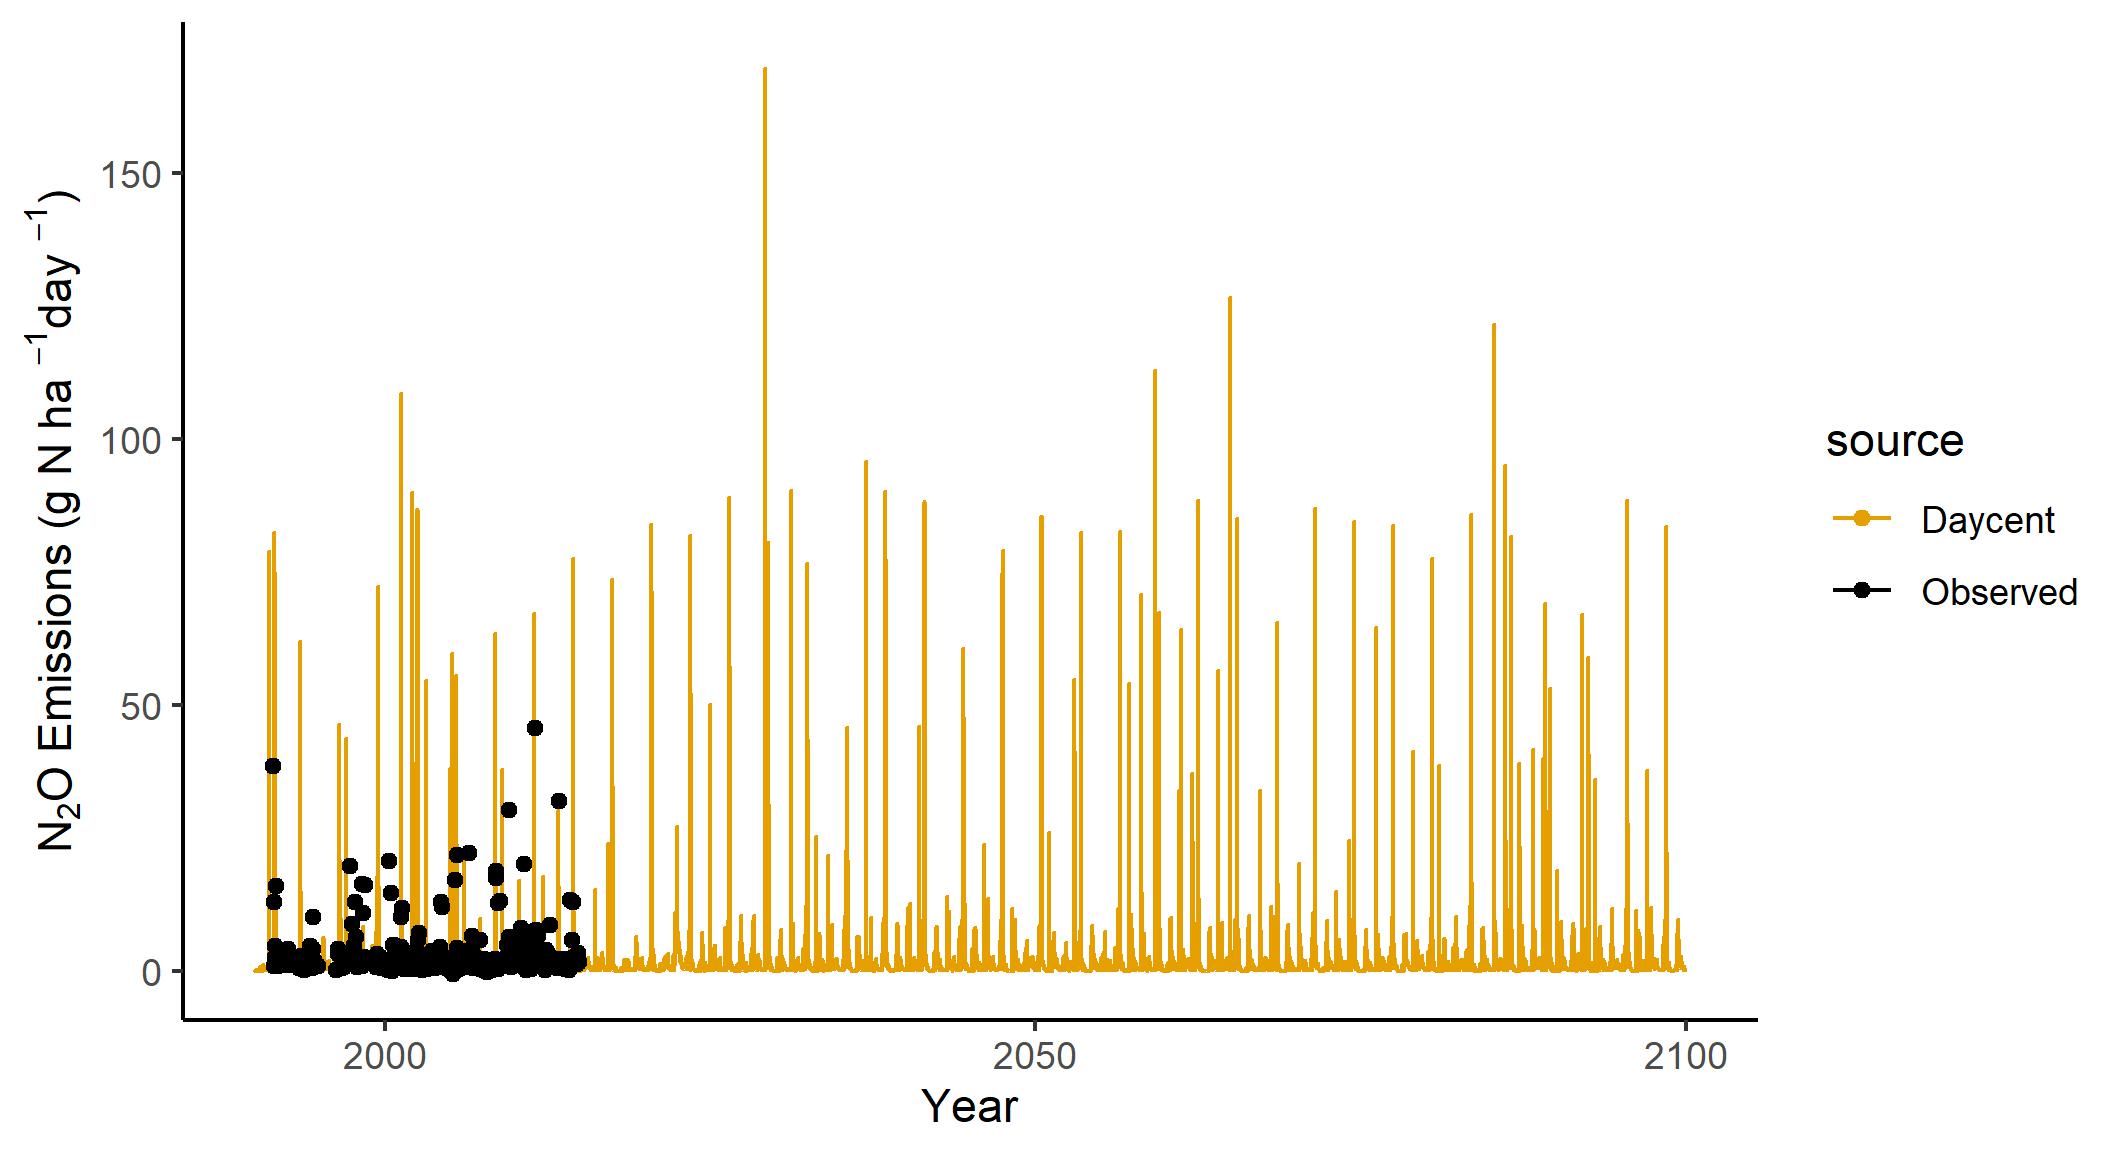 N₂O Emissions (g N ha ⁻¹day ⁻¹)
150
100
50
0
2000 2050 2100
Year
source
Daycent
Observed